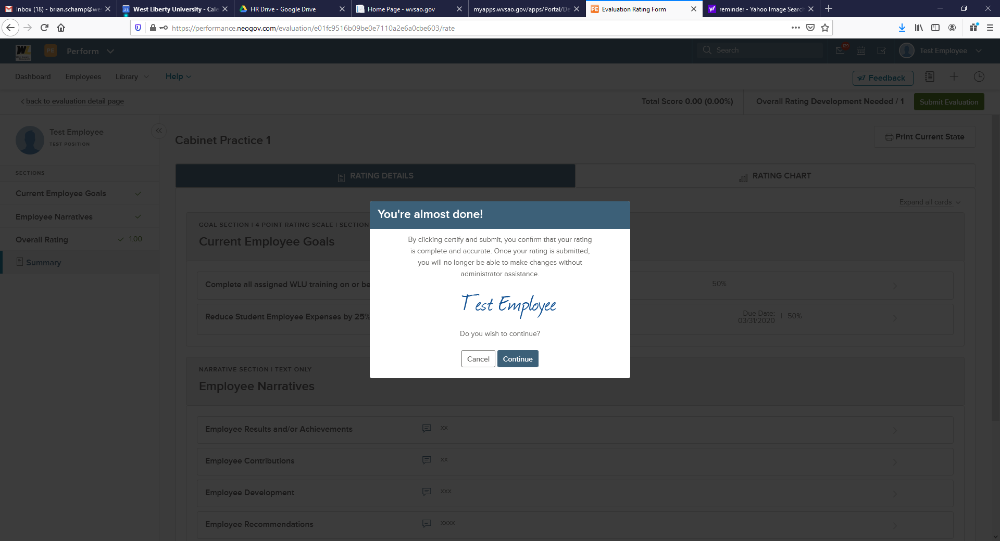 Inbox (18) - brian.schamp@we
West Liberty University - Cale
HR Drive - Google Drive
Home Page - wvsao.gov
myapps.wvsao.gov/apps/Portal/De
Evaluation Rating Form
reminder - Yahoo Image Search
https://performance.neogov.com/evaluation/e01fc9516b09be0e7110a2e6a0cbe603/rate
PE Perform
Search
129
Test Employee
Dashboard Employees Library Help
Feedback
back to evaluation detail page
Total Score 0.00 (0.00%)
Overall Rating Development Needed / 1
Submit Evaluation
Test Employee
TEST POSITION
SECTIONS
Current Employee Goals
Employee Narratives
Overall Rating 1.00
Summary
Cabinet Practice 1
Print Current State
RATING DETAILS
RATING CHART
Expand all cards
GOAL SECTION | 4 POINT RATING SCALE | SECTION
Current Employee Goals
Complete all assigned WLU training on or be
50%
Reduce Student Employee Expenses by 25%
Due Date:
03/31/2020 | 50%
You're almost done!
By clicking certify and submit, you confirm that your rating
is complete and accurate. Once your rating is submitted,
you will no longer be able to make changes without
administrator assistance.
Test Employee
Do you wish to continue?
Cancel Continue
NARRATIVE SECTION | TEXT ONLY
Employee Narratives
Employee Results and/or Achievements xx
Employee Contributions xx
Employee Development xxx
Employee Recommendations xxxx